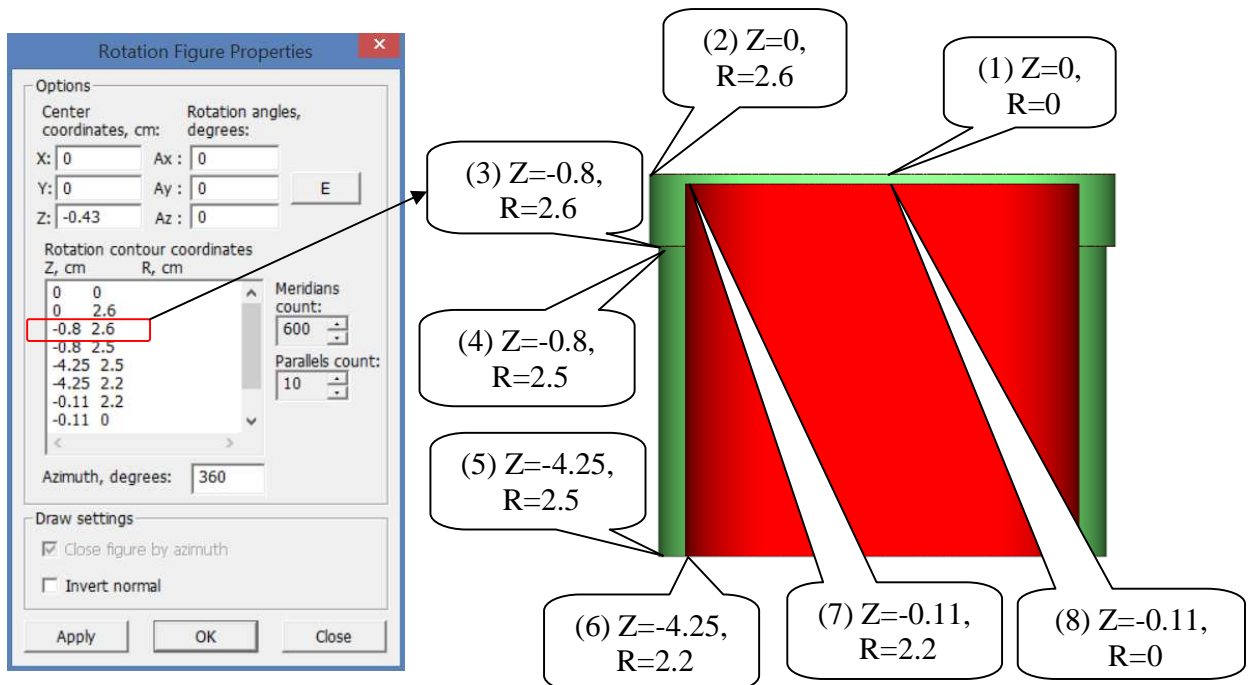 Rotation Figure Properties
×
Options
Center coordinates, cm:
Rotation angles, degrees:
X: 0
Ax : 0
Y: 0
Ay : 0
E
Z: -0.43
Az : 0
Rotation contour coordinates
Z, cm R, cm
0 0
0 2.6
-0.8 2.6
-0.8 2.5
-4.25 2.5
-4.25 2.2
-0.11 2.2
-0.11 0
Meridians count:
600
Parallels count:
10
Azimuth, degrees: 360
Draw settings
Close figure by azimuth
Invert normal
Apply
OK
Close
(2) Z=0,
R=2.6
(1) Z=0,
R=0
(3) Z=-0.8,
R=2.6
(4) Z=-0.8,
R=2.5
(5) Z=-4.25,
R=2.5
(6) Z=-4.25,
R=2.2
(7) Z=-0.11,
R=2.2
(8) Z=-0.11,
R=0